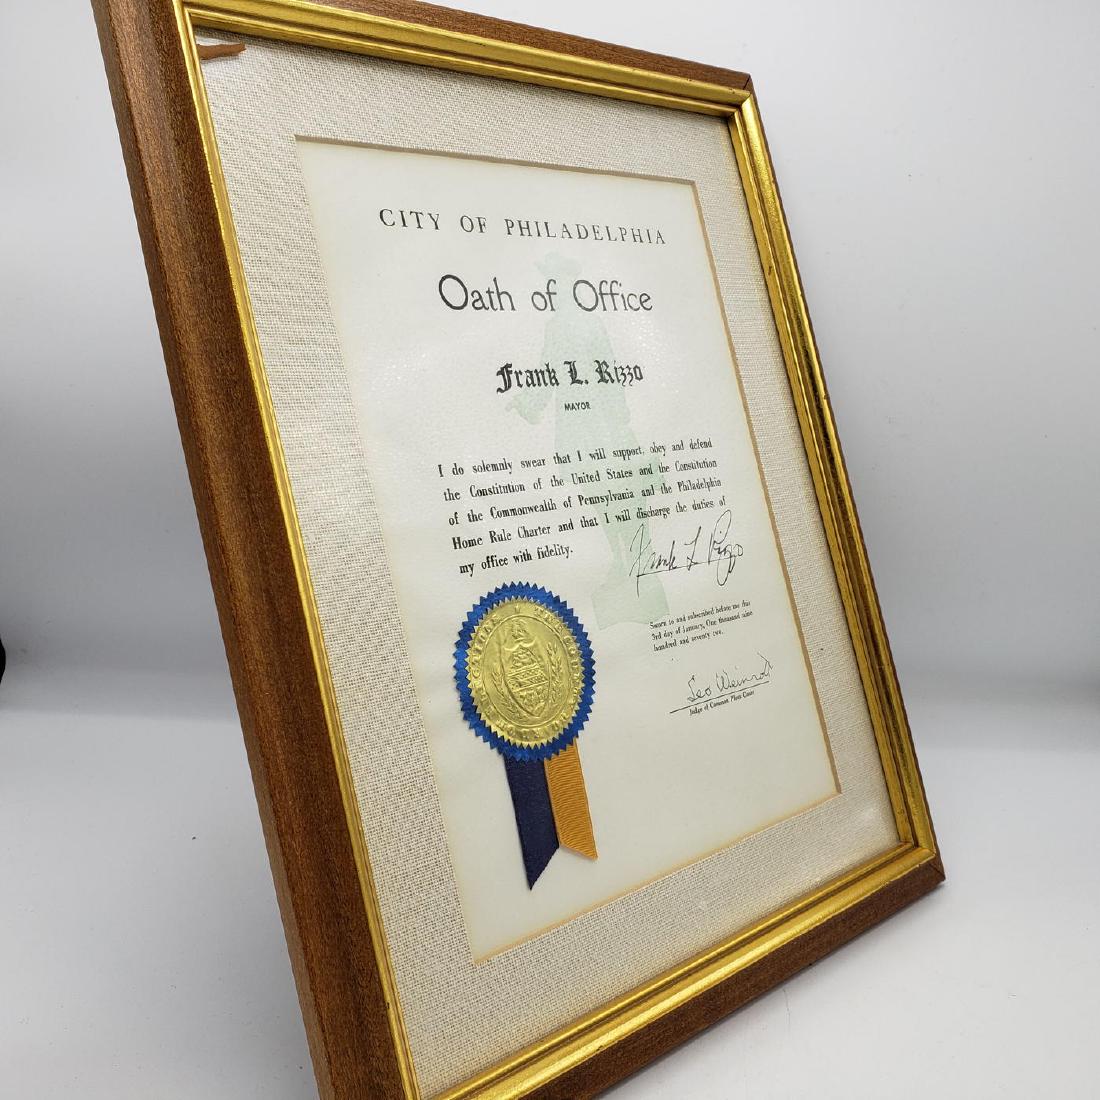 CITY OF PHILADELPHIA
Oath of Office
Frank L. Rizzo
MAYOR
I do solemnly swear that I will support, obey and defend
the Constitution of the United States and the Constitution
of the Commonwealth of Pennsylvania and the Philadelphia
Home Rule Charter and that I will discharge the duties of
my office with fidelity.
Frank L Rizzo
Sworn to and subscribed before me this
3rd day of January, One thousand nine
hundred and seventy two.
Leo Weinrott
Judge of Common Pleas Court